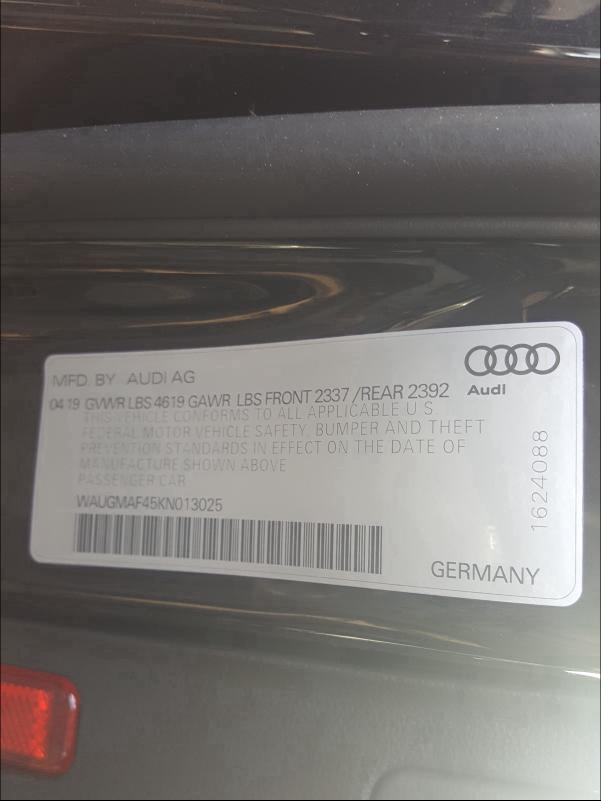 MFD. BY AUDI AG
Audi
04 19 GVWR LBS 4619 GAWR LBS FRONT 2337 /REAR 2392
THIS VEHICLE CONFORMS TO ALL APPLICABLE U.S.
FEDERAL MOTOR VEHICLE SAFETY, BUMPER AND THEFT
PREVENTION STANDARDS IN EFFECT ON THE DATE OF
MANUFACTURE SHOWN ABOVE
PASSENGER CAR
WAUGMAF45KN013025
1624088
GERMANY